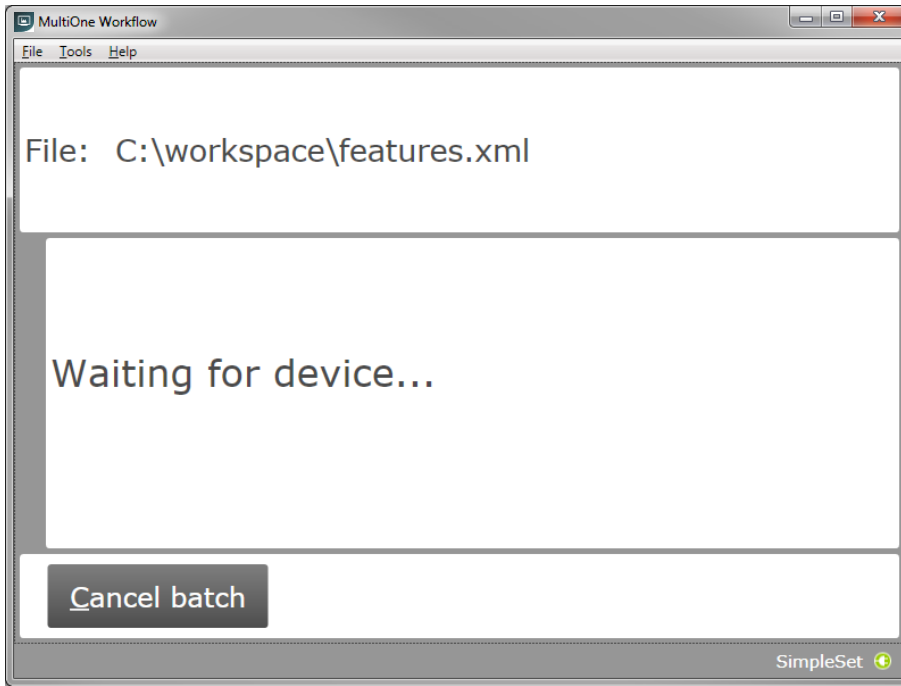 MultiOne Workflow
File Tools Help
File: C:\workspace\features.xml
Waiting for device...
Cancel batch
SimpleSet